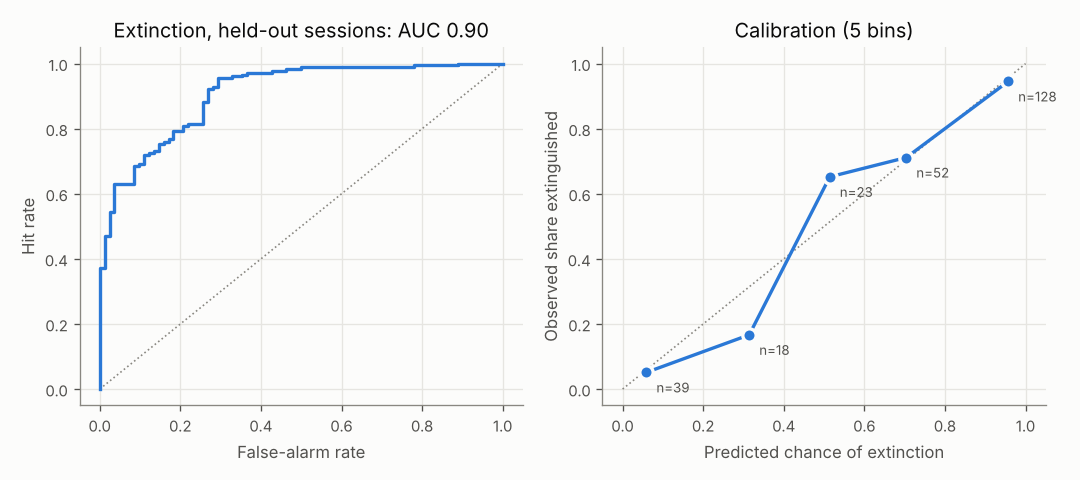 Extinction, held-out sessions: AUC 0.90
1.0
0.8
0.6
0.4
0.2
0.0
Hit rate
0.0 0.2 0.4 0.6 0.8 1.0
False-alarm rate
Calibration (5 bins)
1.0
0.8
0.6
0.4
0.2
0.0
Observed share extinguished
n=128
n=52
n=23
n=18
n=39
0.0 0.2 0.4 0.6 0.8 1.0
Predicted chance of extinction